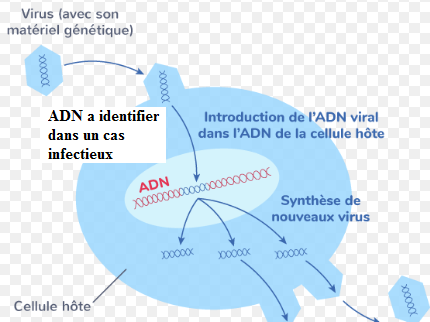 Virus (avec son
matériel génétique)
ADN a identifier
dans un cas
infectieux
Introduction de l'ADN viral
dans l'ADN de la cellule hôte
ADN
Synthèse de
nouveaux virus
Cellule hôte